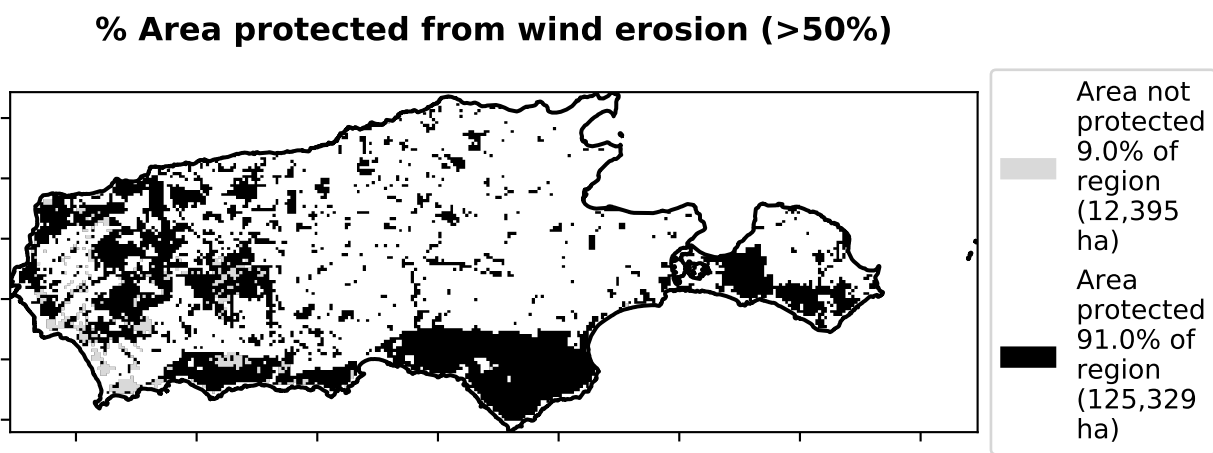 % Area protected from wind erosion (>50%)
Area not
protected
9.0% of
region
(12,395
ha)
Area
protected
91.0% of
region
(125,329
ha)